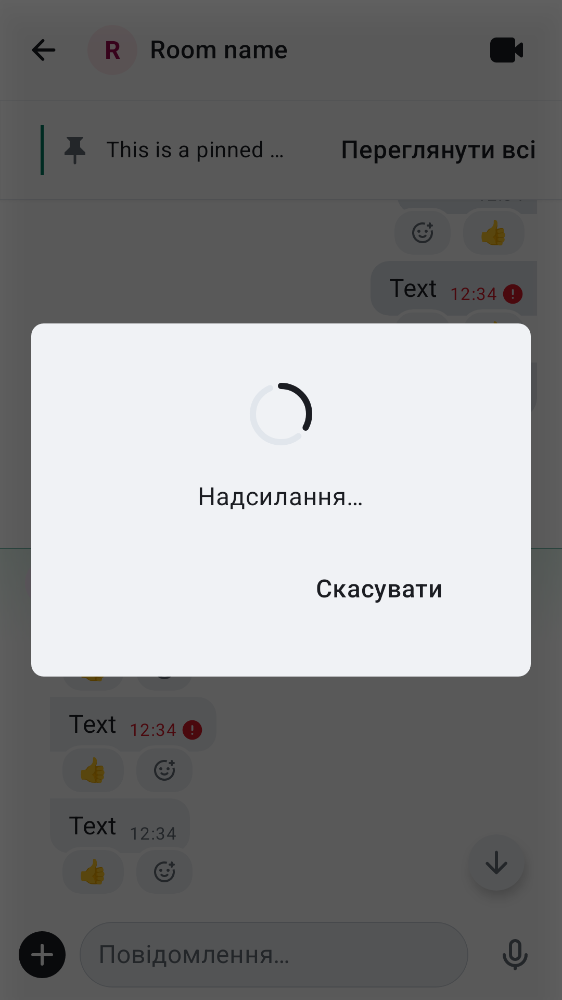 R Room name
This is a pinned … Переглянути всі
Text 12:34
Надсилання…
Скасувати
Text 12:34
Text 12:34
Повідомлення…